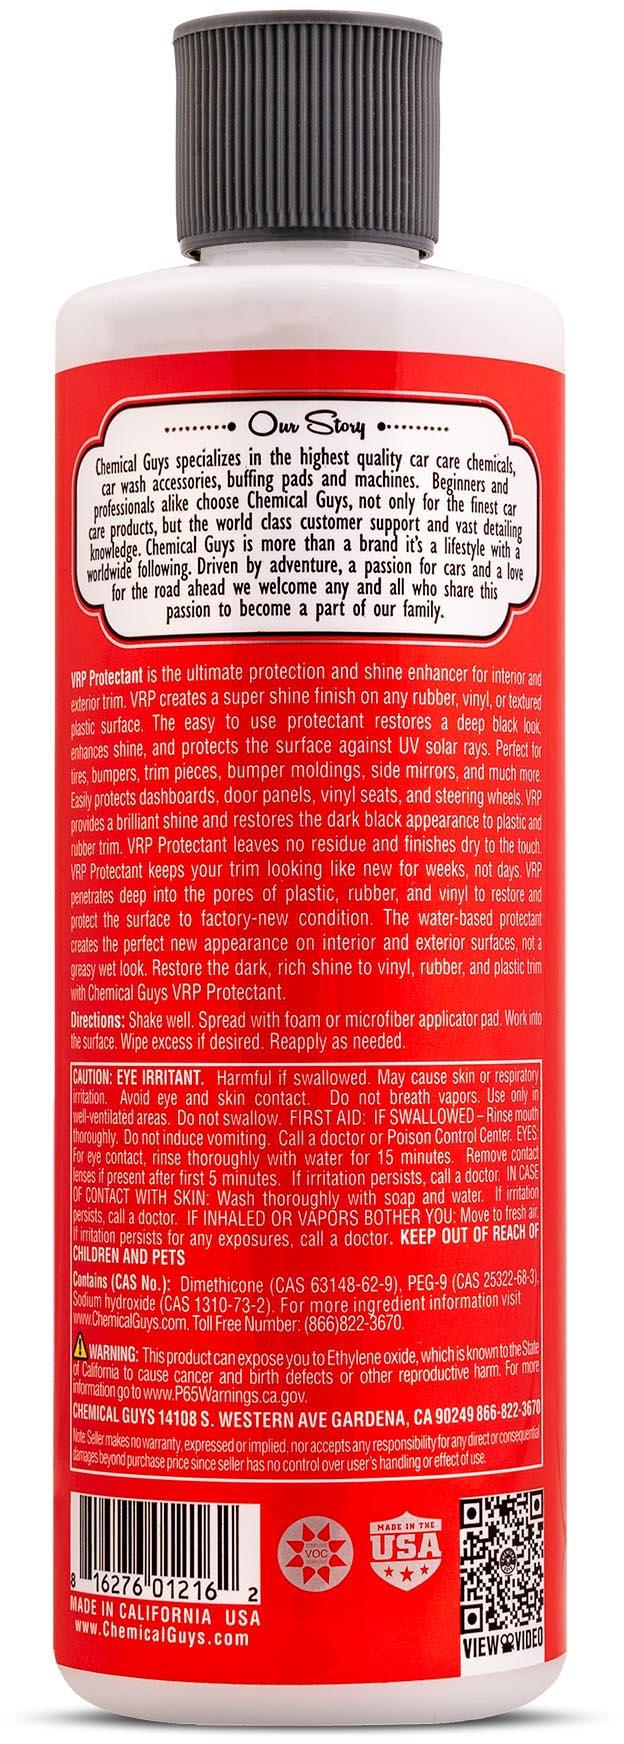 Our Story
Chemical Guys specializes in the highest quality car care chemicals,
car wash accessories, buffing pads and machines. Beginners and
professionals alike choose Chemical Guys, not only for the finest car
care products, but the world class customer support and vast detailing
knowledge. Chemical Guys is more than a brand it's a lifestyle with a
worldwide following. Driven by adventure, a passion for cars and a love
for the road ahead we welcome any and all who share this
passion to become a part of our family.
VRP Protectant is the ultimate protection and shine enhancer for interior and
exterior trim. VRP creates a super shine finish on any rubber, vinyl, or textured
plastic surface. The easy to use protectant restores a deep black look,
enhances shine, and protects the surface against UV solar rays. Perfect for
tires, bumpers, trim pieces, bumper moldings, side mirrors, and much more.
Easily protects dashboards, door panels, vinyl seats, and steering wheels. VRP
provides a brilliant shine and restores the dark black appearance to plastic and
rubber trim. VRP Protectant leaves no residue and finishes dry to the touch.
VRP Protectant keeps your trim looking like new for weeks, not days. VRP
penetrates deep into the pores of plastic, rubber, and vinyl to restore and
protect the surface to factory-new condition. The water-based protectant
creates the perfect new appearance on interior and exterior surfaces, not a
greasy wet look. Restore the dark, rich shine to vinyl, rubber, and plastic trim
with Chemical Guys VRP Protectant.
Directions: Shake well. Spread with foam or microfiber applicator pad. Work into
the surface. Wipe excess if desired. Reapply as needed.
CAUTION: EYE IRRITANT. Harmful if swallowed. May cause skin or respiratory
irritation. Avoid eye and skin contact. Do not breath vapors. Use only in
well-ventilated areas. Do not swallow. FIRST AID: IF SWALLOWED – Rinse mouth
thoroughly. Do not induce vomiting. Call a doctor or Poison Control Center. EYES:
For eye contact, rinse thoroughly with water for 15 minutes. Remove contact
lenses if present after first 5 minutes. If irritation persists, call a doctor. IN CASE
OF CONTACT WITH SKIN: Wash thoroughly with soap and water. If irritation
persists, call a doctor. IF INHALED OR VAPORS BOTHER YOU: Move to fresh air.
If irritation persists for any exposures, call a doctor. KEEP OUT OF REACH OF
CHILDREN AND PETS
Contains (CAS No.): Dimethicone (CAS 63148-62-9), PEG-9 (CAS 25322-68-3),
Sodium hydroxide (CAS 1310-73-2). For more ingredient information visit
www.ChemicalGuys.com. Toll Free Number: (866)822-3670.
WARNING: This product can expose you to Ethylene oxide, which is known to the State
of California to cause cancer and birth defects or other reproductive harm. For more
information go to www.P65Warnings.ca.gov.
CHEMICAL GUYS 14108 S. WESTERN AVE GARDENA, CA 90249 866-822-3670
Note: Seller makes no warranty, expressed or implied, nor accepts any responsibility for any direct or consequential
damages beyond purchase price since seller has no control over user's handling or effect of use.
8 16276 01216 2
MADE IN CALIFORNIA USA
www.ChemicalGuys.com
VOC
MADE IN THE
USA
VIEW VIDEO